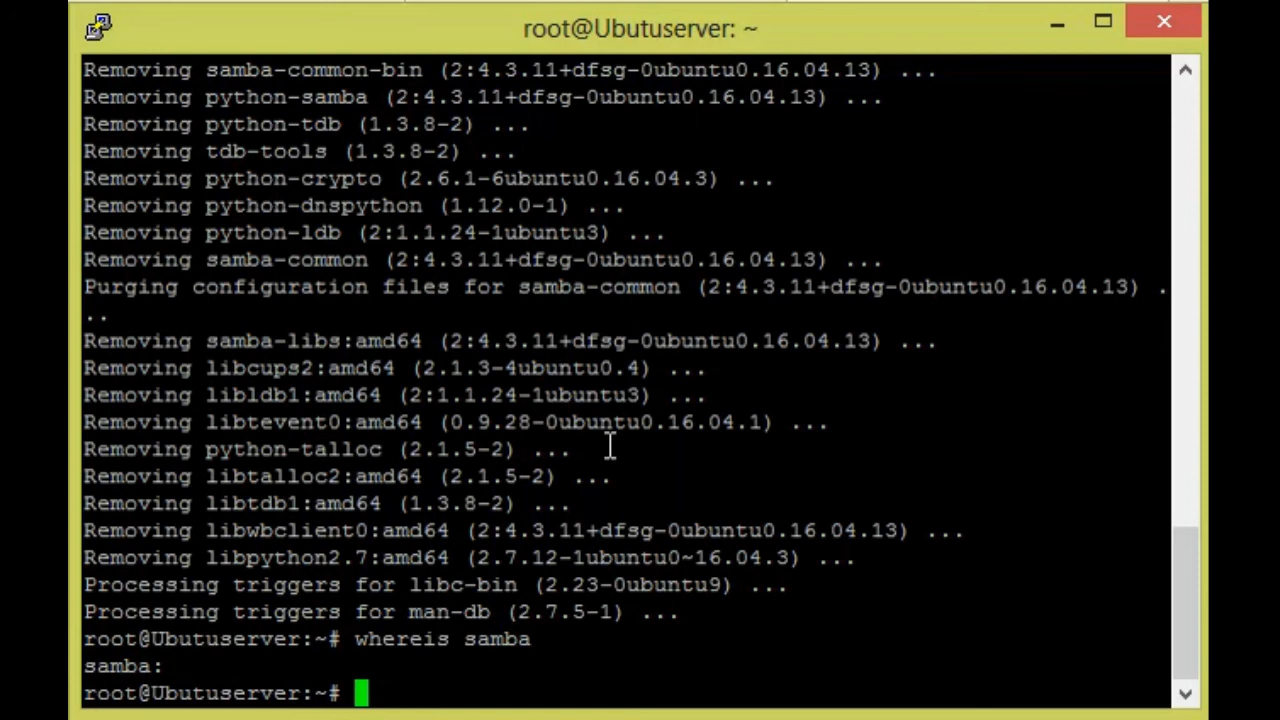 root@Ubutuserver: ~
Removing samba-common-bin (2:4.3.11+dfsg-0ubuntu0.16.04.13) ...
Removing python-samba (2:4.3.11+dfsg-0ubuntu0.16.04.13) ...
Removing python-tdb (1.3.8-2) ...
Removing tdb-tools (1.3.8-2) ...
Removing python-crypto (2.6.1-6ubuntu0.16.04.3) ...
Removing python-dnspython (1.12.0-1) ...
Removing python-ldb (2:1.1.24-1ubuntu3) ...
Removing samba-common (2:4.3.11+dfsg-0ubuntu0.16.04.13) ...
Purging configuration files for samba-common (2:4.3.11+dfsg-0ubuntu0.16.04.13) .
..
Removing samba-libs:amd64 (2:4.3.11+dfsg-0ubuntu0.16.04.13) ...
Removing libcups2:amd64 (2.1.3-4ubuntu0.4) ...
Removing libldb1:amd64 (2:1.1.24-1ubuntu3) ...
Removing libtevent0:amd64 (0.9.28-0ubuntu0.16.04.1) ...
Removing python-talloc (2.1.5-2) ...
Removing libtalloc2:amd64 (2.1.5-2) ...
Removing libtdb1:amd64 (1.3.8-2) ...
Removing libwbclient0:amd64 (2:4.3.11+dfsg-0ubuntu0.16.04.13) ...
Removing libpython2.7:amd64 (2.7.12-1ubuntu0~16.04.3) ...
Processing triggers for libc-bin (2.23-0ubuntu9) ...
Processing triggers for man-db (2.7.5-1) ...
root@Ubutuserver:~# whereis samba
samba:
root@Ubutuserver:~#